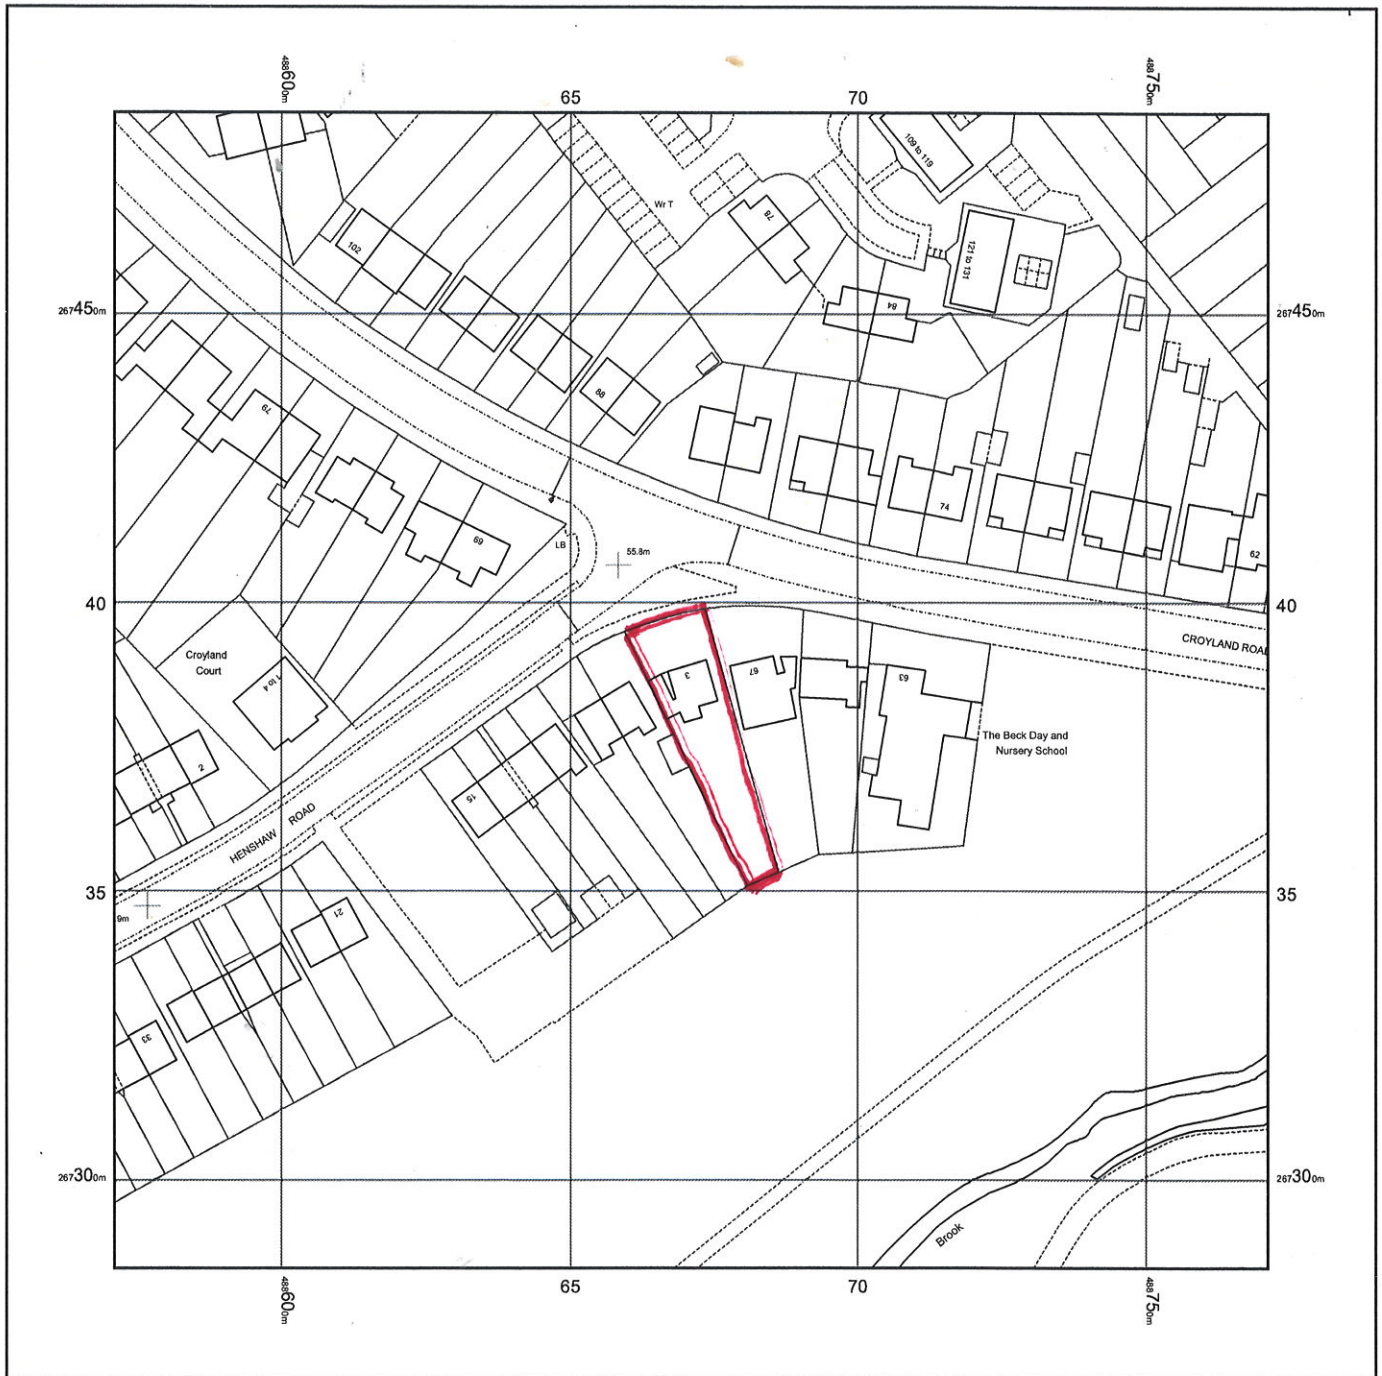 48860m
65
70
48875m
109 to 119
Wr T
78
102
121 to 131
84
267450m
267450m
88
79
74
69
LB
55.8m
62
40
40
CROYLAND ROAD
Croyland
Court
1 to 4
3
67
63
The Beck Day and
Nursery School
2
15
HENSHAW ROAD
35
35
9m
21
33
267300m
267300m
Brook
48860m
65
70
48875m